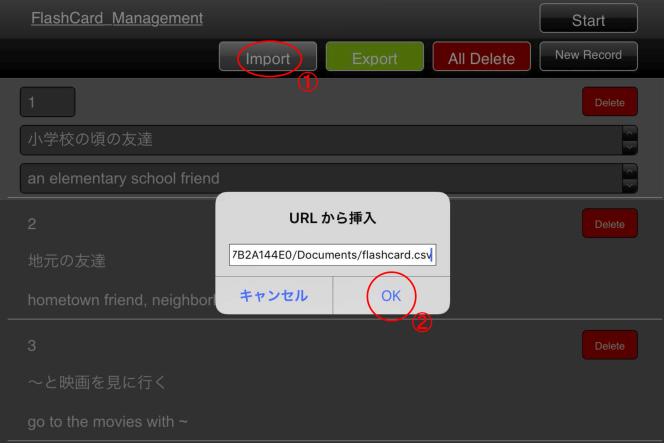 FlashCard Management
Start
Import
Export
All Delete
New Record
①
1
Delete
小学校の頃の友達
an elementary school friend
URL から挿入
7B2A144E0/Documents/flashcard.csv
キャンセル
OK
②
2
Delete
地元の友達
hometown friend,
3
Delete
〜と映画を見に行く
go to the movies with ~